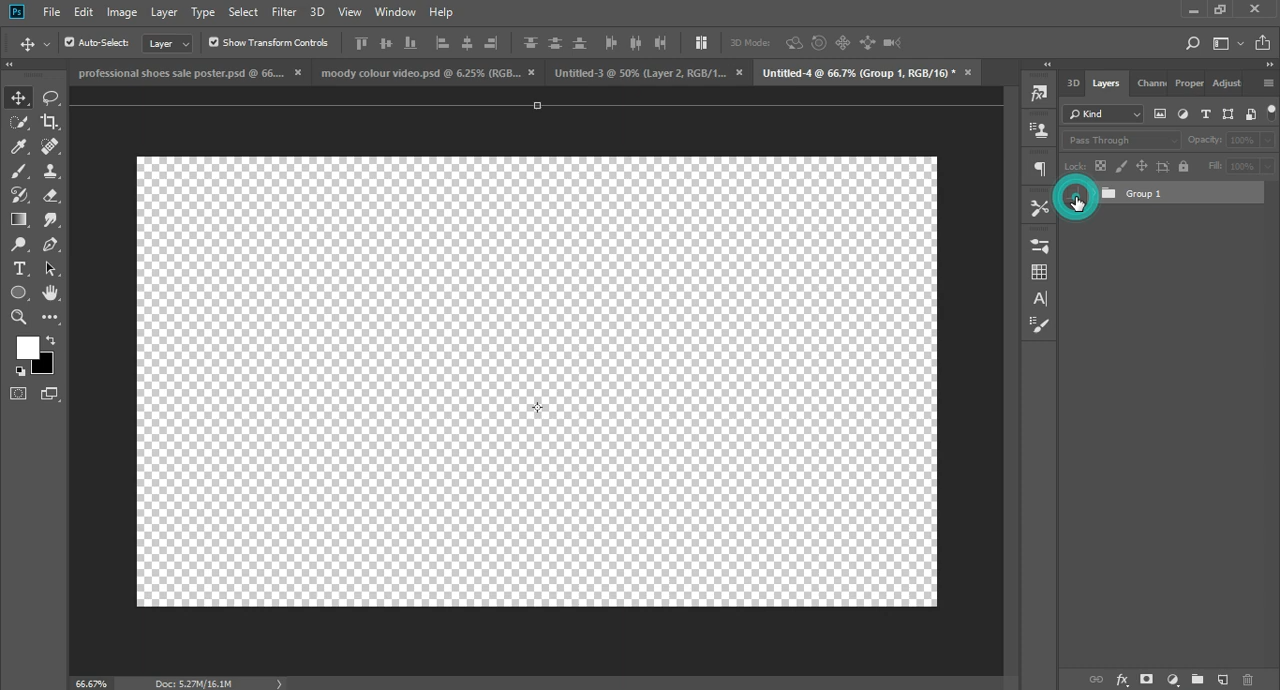 Ps File Edit Image Layer Type Select Filter 3D View Window Help
Auto-Select: Layer Show Transform Controls 3D Mode:
professional shoes sale poster.psd @ 66.... × moody colour video.psd @ 6.25% (RGB... × Untitled-3 @ 50% (Layer 2, RGB/1... × Untitled-4 @ 66.7% (Group 1, RGB/16) * ×
3D Layers Channe Proper Adjust
Kind
Pass Through Opacity: 100%
Lock: Fill: 100%
Group 1
66.67% Doc: 5.27M/16.1M